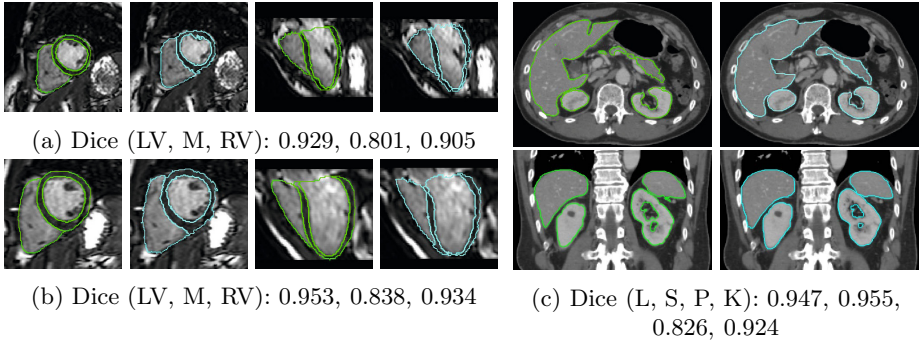 (a) Dice (LV, M, RV): 0.929, 0.801, 0.905
(b) Dice (LV, M, RV): 0.953, 0.838, 0.934
(c) Dice (L, S, P, K): 0.947, 0.955,
0.826, 0.924